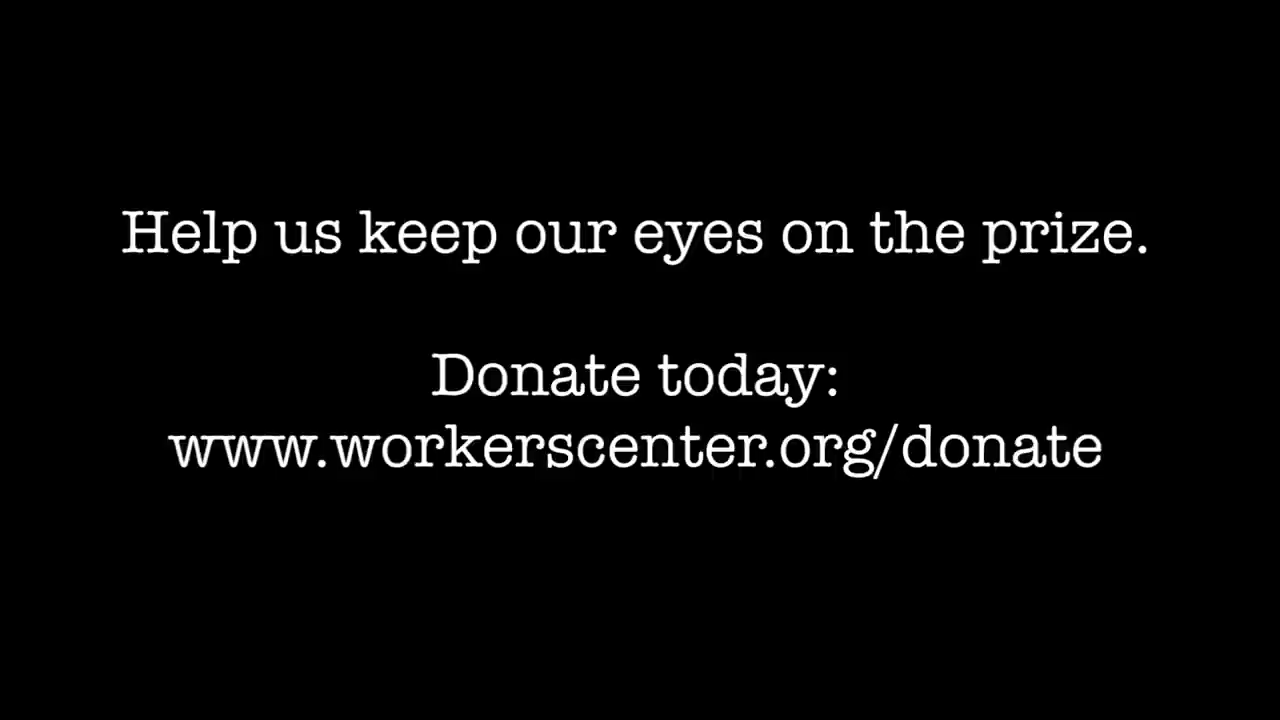 Help us keep our eyes on the prize.
Donate today:
www.workerscenter.org/donate